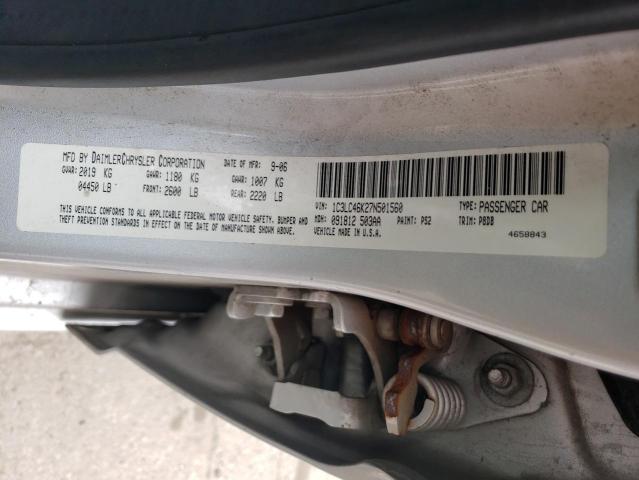 MFD BY DAIMLERCHRYSLER CORPORATION DATE OF MFR: 9-06
GVWR: 2019 KG GAWR: 1180 KG GAWR: 1007 KG
04450 LB FRONT: 2600 LB REAR: 2220 LB
THIS VEHICLE CONFORMS TO ALL APPLICABLE FEDERAL MOTOR VEHICLE SAFETY, BUMPER AND
THEFT PREVENTION STANDARDS IN EFFECT ON THE DATE OF MANUFACTURE SHOWN ABOVE.
VIN: 1C3LC46K27N501560 TYPE: PASSENGER CAR
MDH: 091812 503AA PAINT: PS2 TRIM: P8DB
VEHICLE MADE IN U.S.A. 4658843